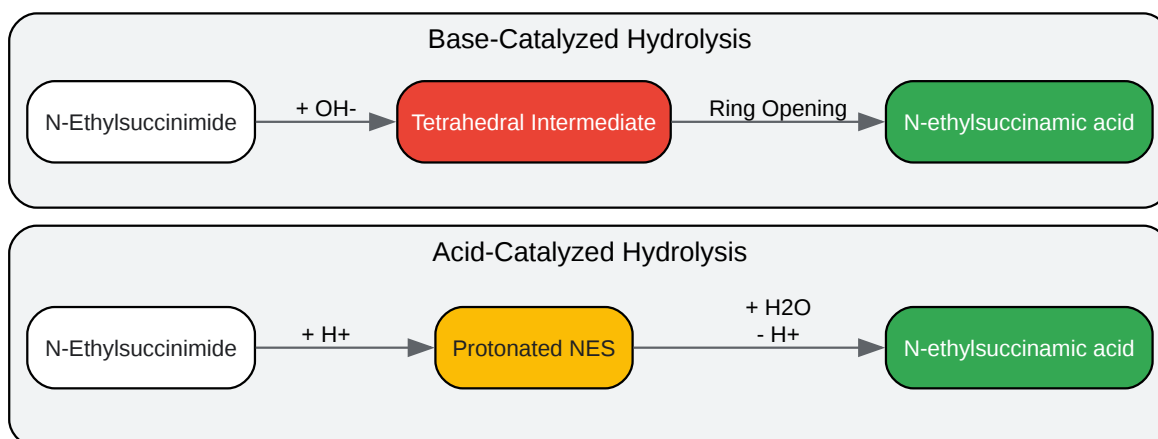 Base-Catalyzed Hydrolysis
N-Ethylsuccinimide
+ OH-
Tetrahedral Intermediate
Ring Opening
N-ethylsuccinamic acid
Acid-Catalyzed Hydrolysis
N-Ethylsuccinimide
+ H+
Protonated NES
+ H2O
- H+
N-ethylsuccinamic acid